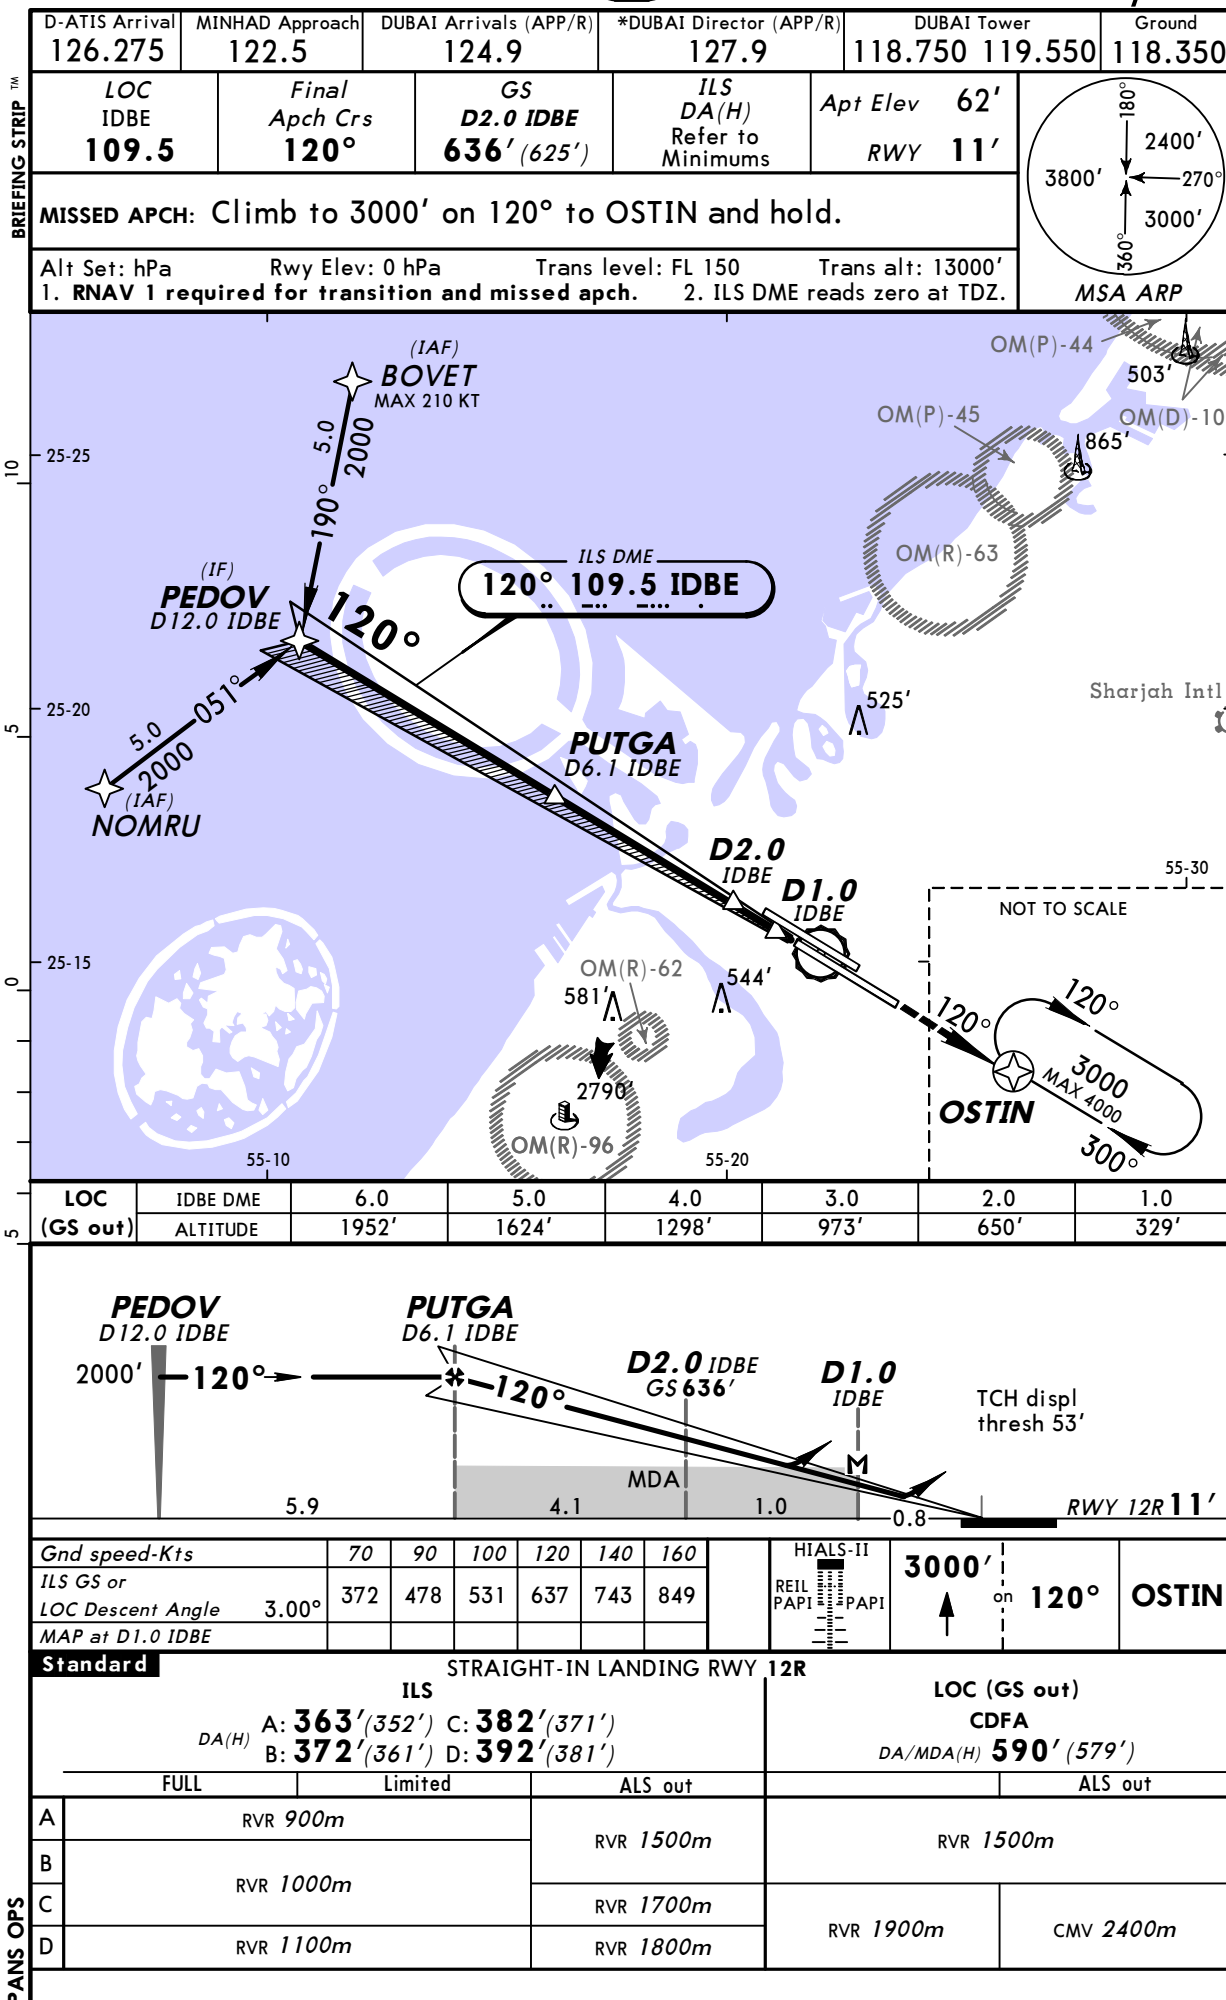 D-ATIS Arrival MINHAD Approach DUBAI Arrivals (APP/R) *DUBAI Director (APP/R) DUBAI Tower Ground
126.275 122.5 124.9 127.9 118.750 119.550 118.350
BRIEFING STRIP TM
LOC Final GS ILS
IDBE Apch Crs D2.0 IDBE DA(H)
109.5 120° 636' (625') Refer to
Minimums
Apt Elev 62'
RWY 11'
MISSED APCH: Climb to 3000' on 120° to OSTIN and hold.
Alt Set: hPa Rwy Elev: 0 hPa Trans level: FL 150 Trans alt: 13000'
1. RNAV 1 required for transition and missed apch. 2. ILS DME reads zero at TDZ.
180°
2400'
3800'
270°
3000'
360°
MSA ARP
(IAF)
BOVET
MAX 210 KT
5.0
2000
190°
OM(P)-44
503'
OM(D)-10
OM(P)-45
865'
OM(R)-63
10
25-25
ILS DME
120° 109.5 IDBE
(IF)
PEDOV
D12.0 IDBE
120°
5.0
051°
2000
(IAF)
NOMRU
5
25-20
Sharjah Intl
525'
PUTGA
D6.1 IDBE
D2.0
IDBE
D1.0
IDBE
55-30
NOT TO SCALE
0
25-15
OM(R)-62
581'
544'
2790'
OM(R)-96
120°
120°
3000
MAX 4000
OSTIN
300°
55-10
55-20
5
LOC IDBE DME 6.0 5.0 4.0 3.0 2.0 1.0
(GS out) ALTITUDE 1952' 1624' 1298' 973' 650' 329'
PEDOV
D12.0 IDBE
PUTGA
D6.1 IDBE
2000'
120°
120°
D2.0 IDBE
GS 636'
D1.0
IDBE
TCH displ
thresh 53'
M
MDA
5.9 4.1 1.0 0.8
RWY 12R 11'
Gnd speed-Kts 70 90 100 120 140 160
ILS GS or
LOC Descent Angle 3.00° 372 478 531 637 743 849
MAP at D1.0 IDBE
HIALS-II
REIL
PAPI PAPI
3000' on 120° OSTIN
Standard STRAIGHT-IN LANDING RWY 12R
ILS
DA(H) A: 363' (352') C: 382' (371')
B: 372' (361') D: 392' (381')
LOC (GS out)
CDFA
DA/MDA(H) 590' (579')
FULL Limited ALS out ALS out
A RVR 900m RVR 1500m RVR 1500m
B RVR 1000m
C RVR 1700m RVR 1900m CMV 2400m
D RVR 1100m RVR 1800m
PANS OPS